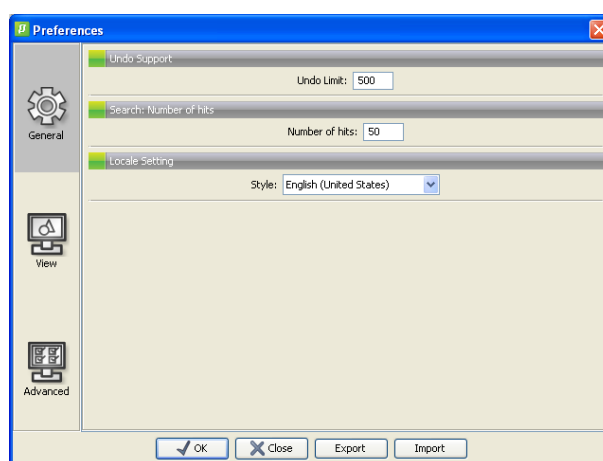 Preferences
General
View
Advanced
Undo Support
Undo Limit: 500
Search: Number of hits
Number of hits: 50
Locale Setting
Style: English (United States)
OK Close Export Import